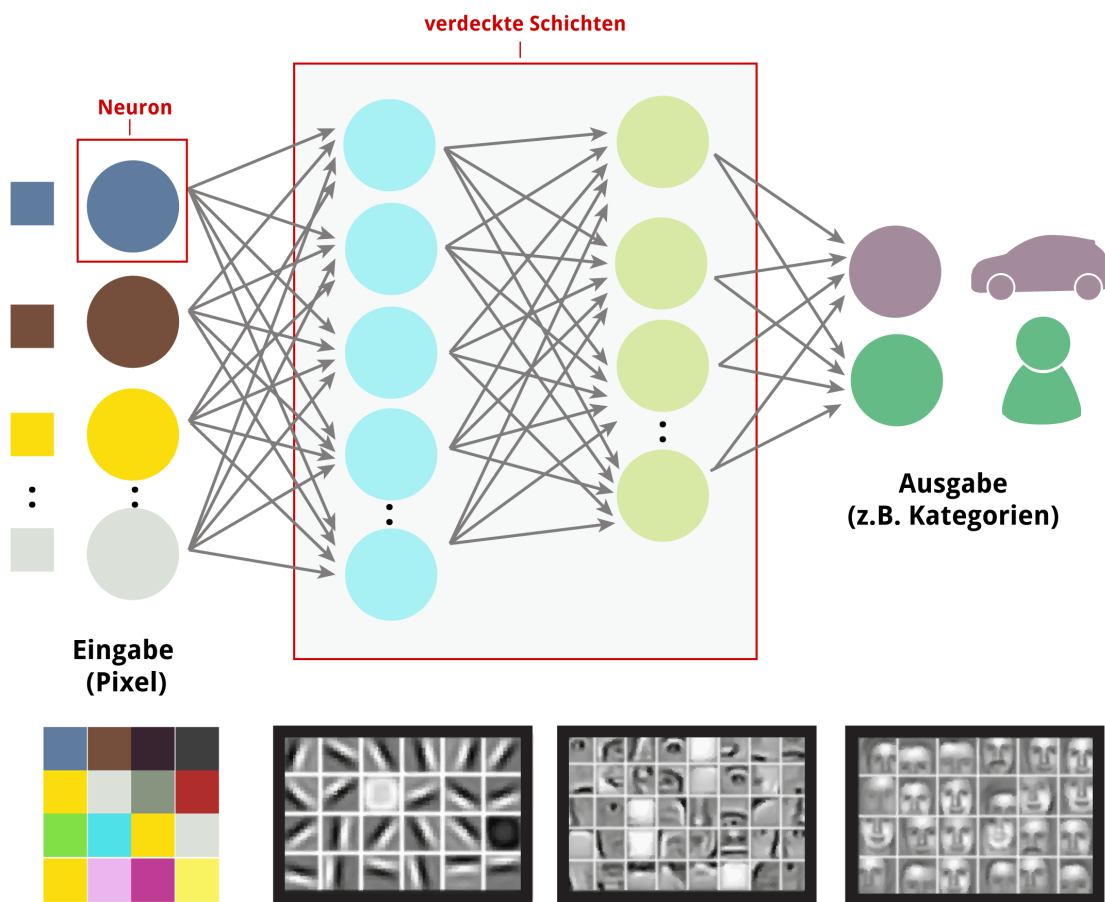 verdeckte Schichten
Neuron
Ausgabe
(z.B. Kategorien)
Eingabe
(Pixel)